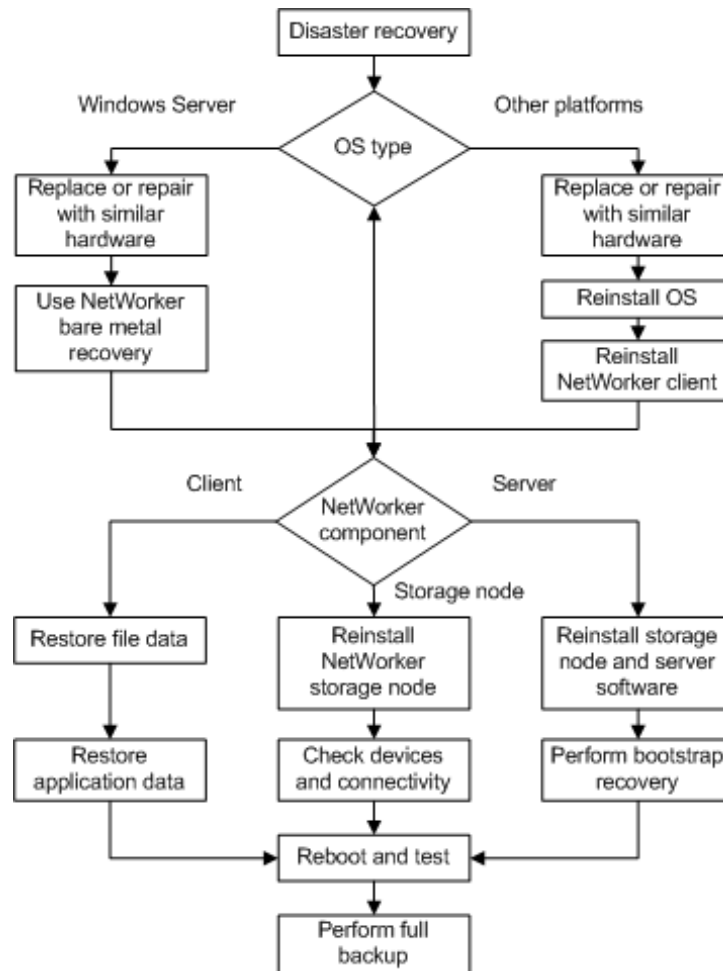 Disaster recovery
Windows Server
Other platforms
OS type
Replace or repair
with similar
hardware
Replace or repair
with similar
hardware
Use NetWorker
bare metal
recovery
Reinstall OS
Reinstall
NetWorker client
Client
Server
NetWorker
component
Storage node
Restore file data
Reinstall
NetWorker
storage node
Reinstall storage
node and server
software
Restore
application data
Check devices
and connectivity
Perform bootstrap
recovery
Reboot and test
Perform full
backup